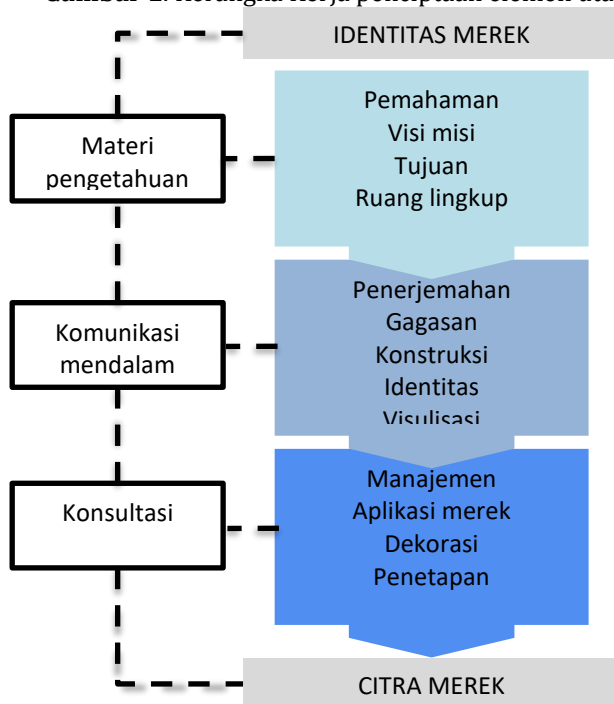 IDENTITAS MEREK
Materi
pengetahuan
Pemahaman
Visi misi
Tujuan
Ruang lingkup
Komunikasi
mendalam
Penerjemahan
Gagasan
Konstruksi
Identitas
Visulisasi
Konsultasi
Manajemen
Aplikasi merek
Dekorasi
Penetapan
CITRA MEREK